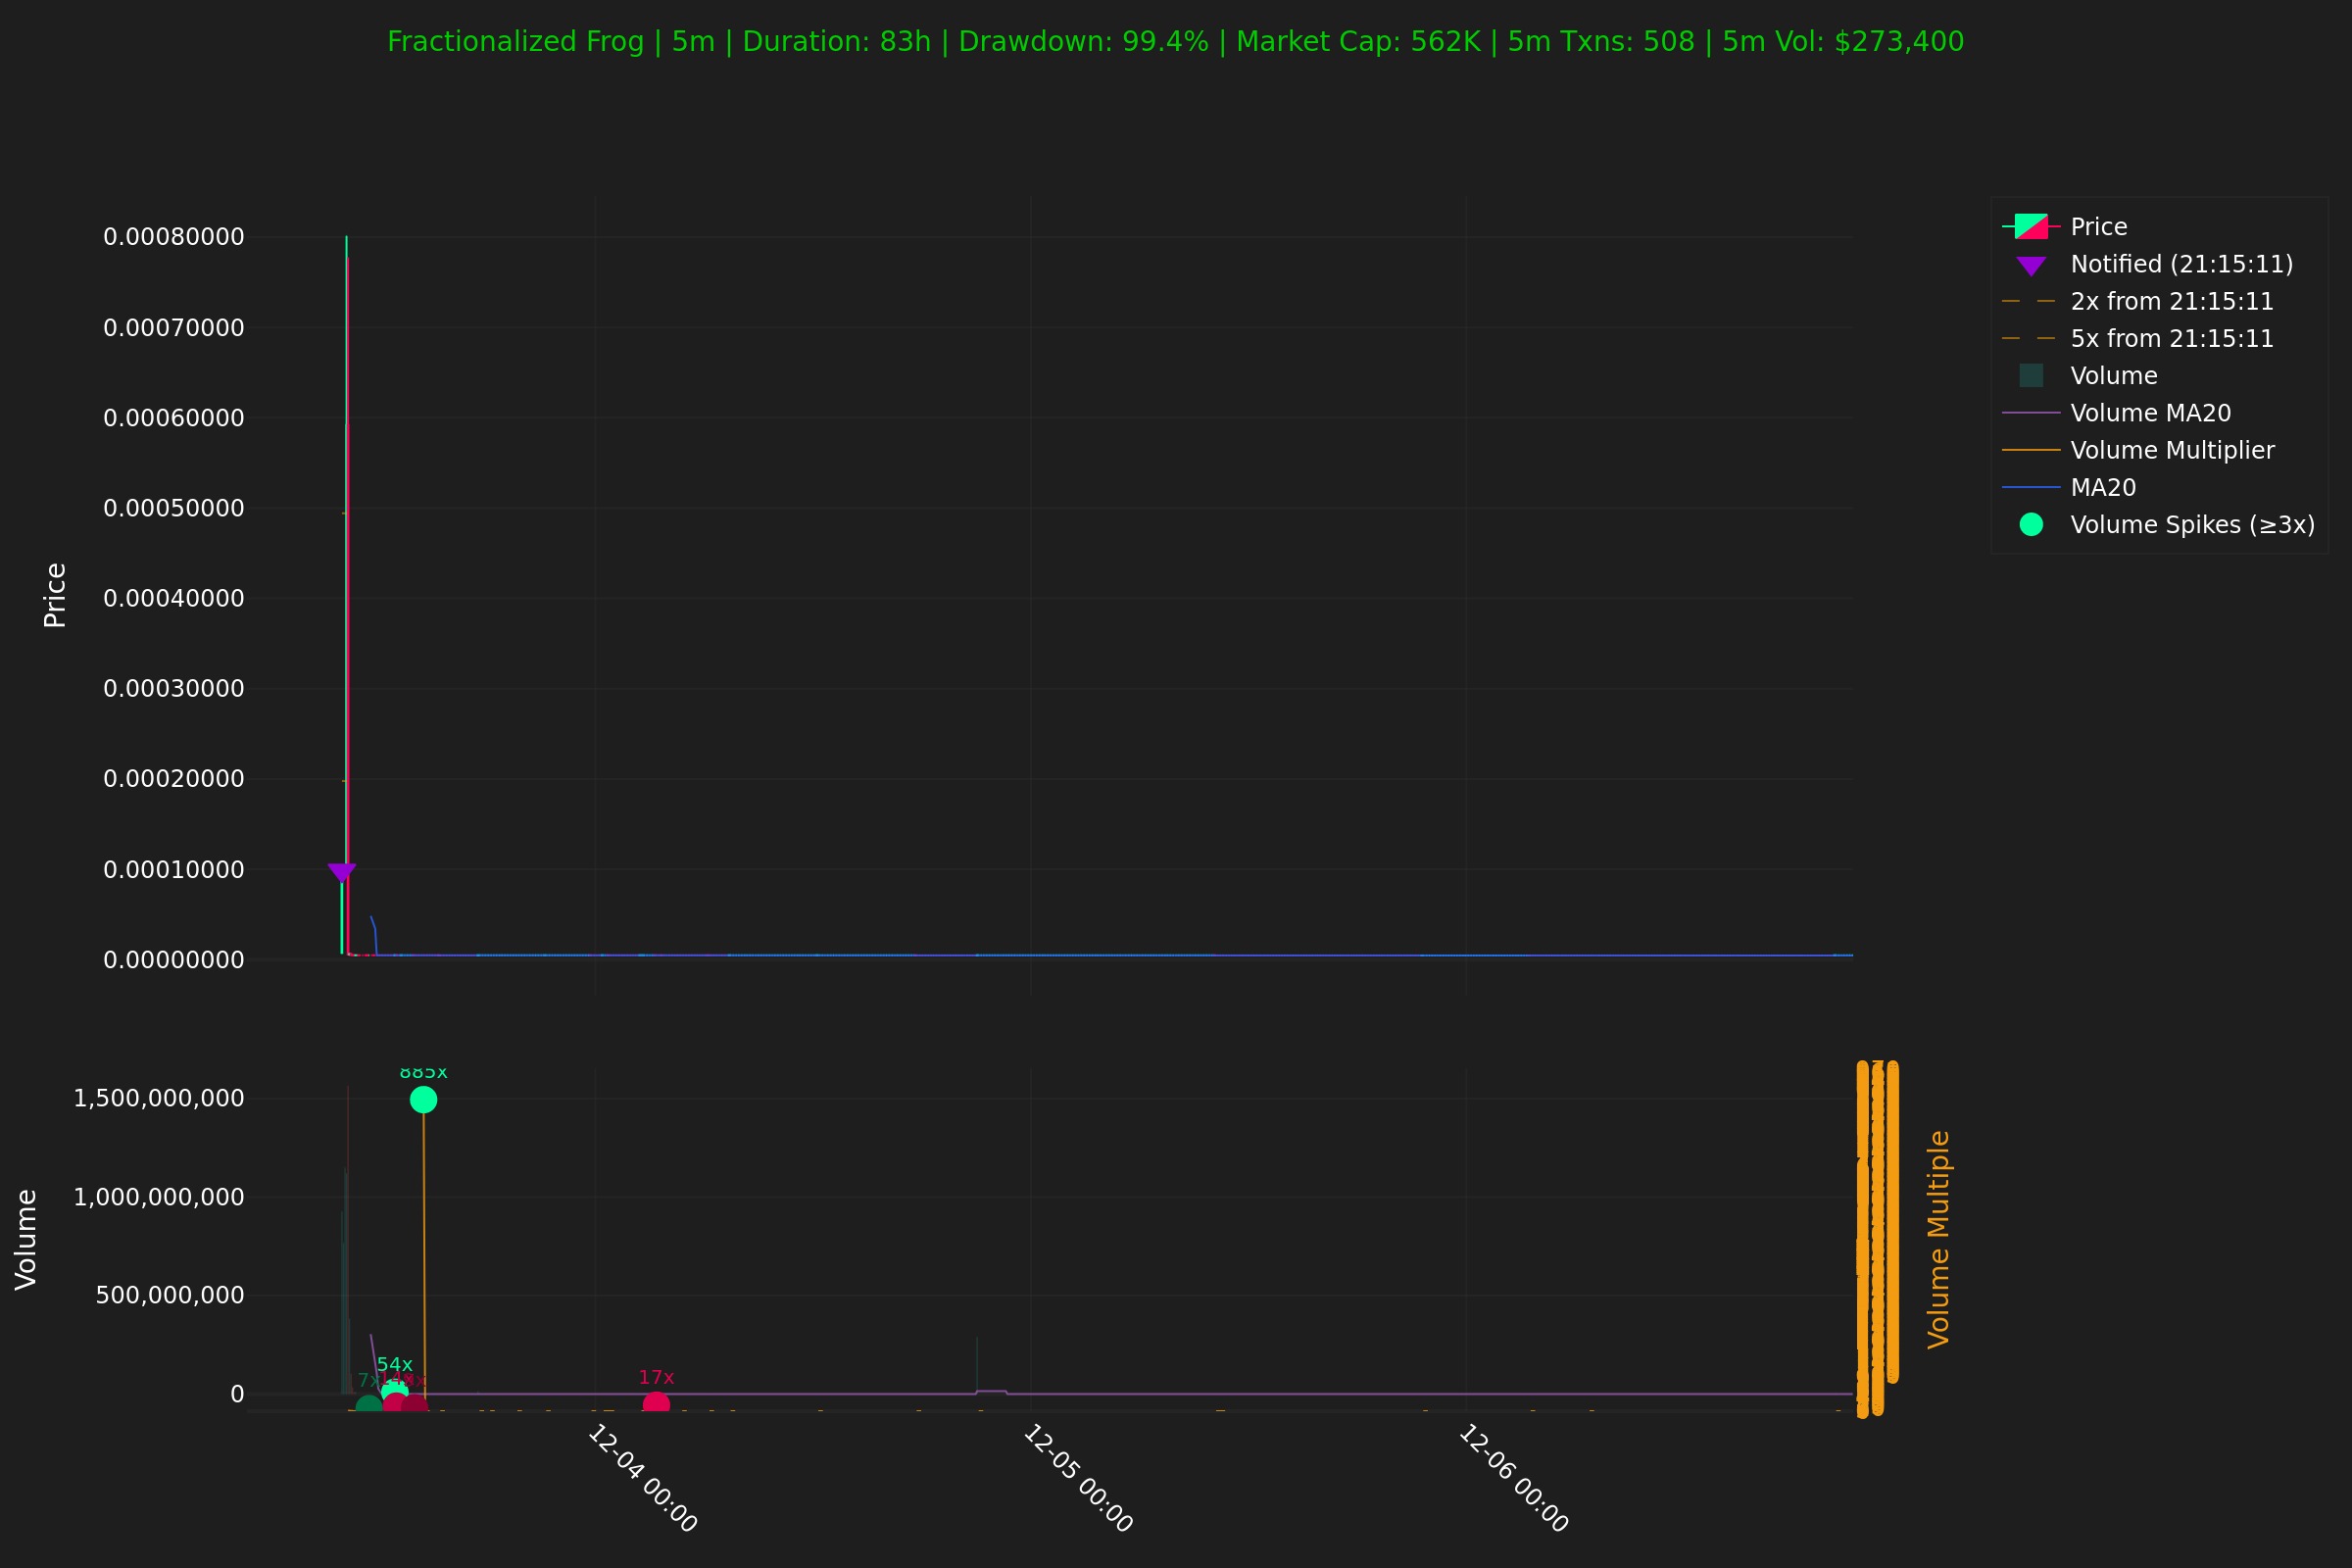 Fractionalized Frog | 5m | Duration: 83h | Drawdown: 99.4% | Market Cap: 562K | 5m Txns: 508 | 5m Vol: $273,400
Price
0.00080000
0.00070000
0.00060000
0.00050000
0.00040000
0.00030000
0.00020000
0.00010000
0.00000000
Price
Notified (21:15:11)
2x from 21:15:11
5x from 21:15:11
Volume
Volume MA20
Volume Multiplier
MA20
Volume Spikes (≥3x)
Volume
1,500,000,000
1,000,000,000
500,000,000
0
885x
54x
7x
17x
Volume Multiple
12-04 00:00
12-05 00:00
12-06 00:00